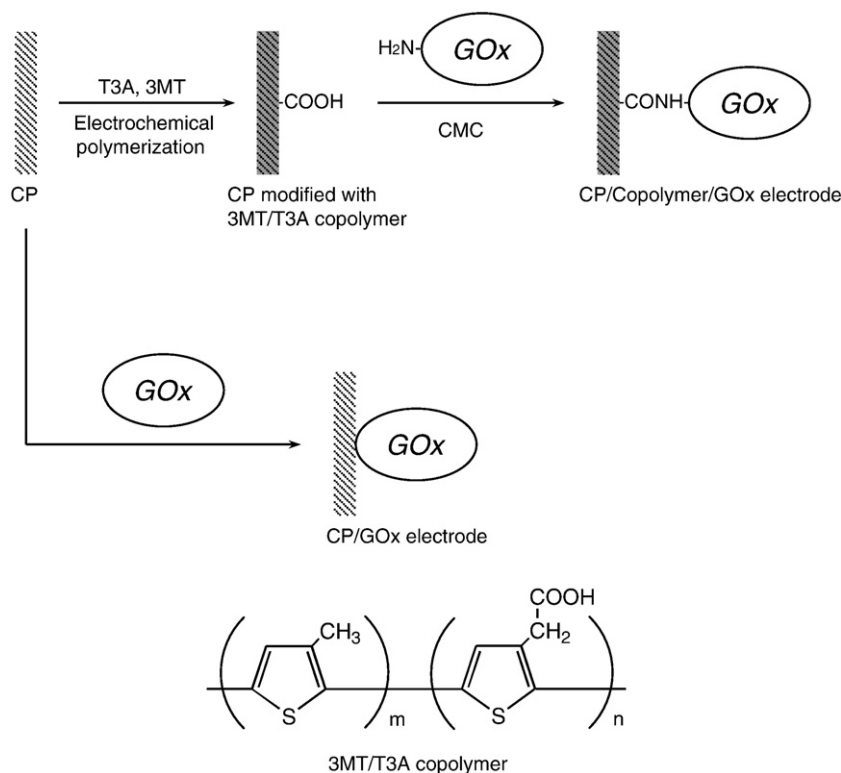 T3A, 3MT
Electrochemical
polymerization
CP
COOH
CP modified with
3MT/T3A copolymer
H2N
GOx
CMC
CONH
GOx
CP/Copolymer/GOx electrode
GOx
GOx
CP/GOx electrode
CH3
S
m
COOH
CH2
S
n
3MT/T3A copolymer